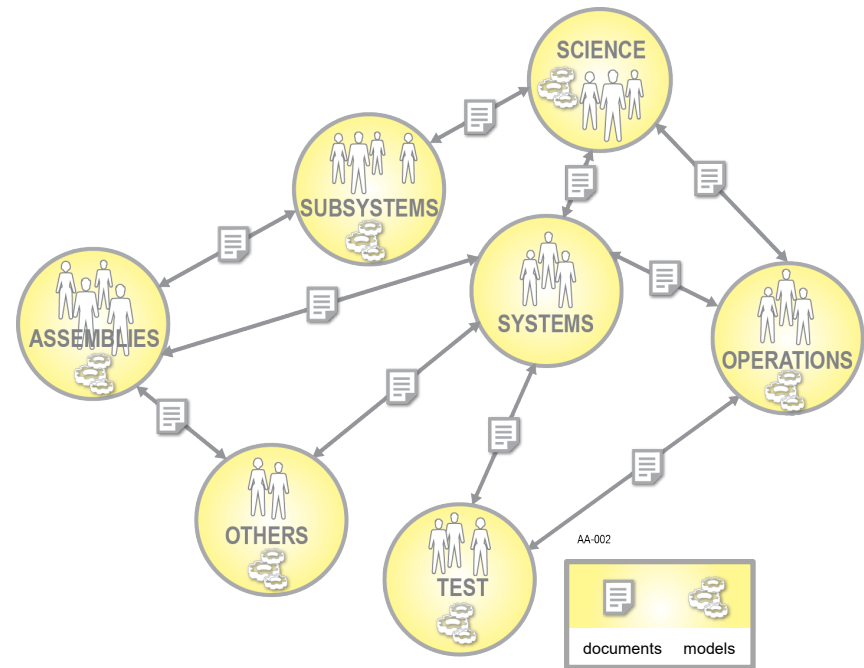 SCIENCE
SUBSYSTEMS
SYSTEMS
ASSEMBLIES
OPERATIONS
OTHERS
TEST
AA-002
documents models